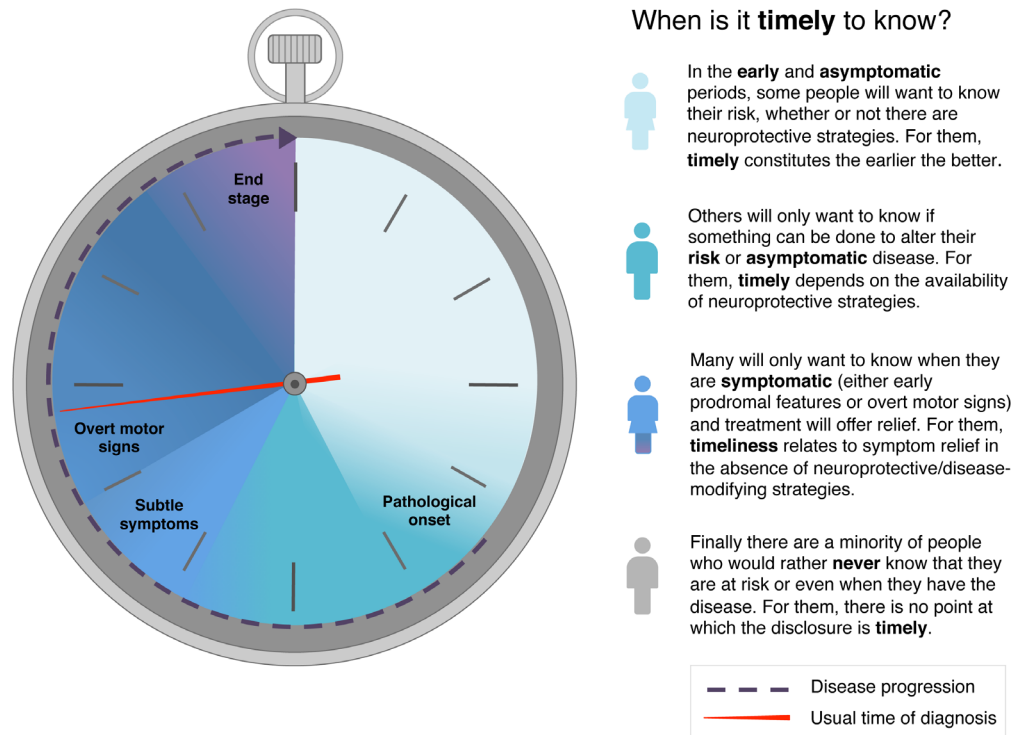 When is it timely to know?
In the early and asymptomatic
periods, some people will want to know
their risk, whether or not there are
neuroprotective strategies. For them,
timely constitutes the earlier the better.
Others will only want to know if
something can be done to alter their
risk or asymptomatic disease. For
them, timely depends on the availability
of neuroprotective strategies.
Many will only want to know when they
are symptomatic (either early
prodromal features or overt motor signs)
and treatment will offer relief. For them,
timeliness relates to symptom relief in
the absence of neuroprotective/disease-
modifying strategies.
Finally there are a minority of people
who would rather never know that they
are at risk or even when they have the
disease. For them, there is no point at
which the disclosure is timely.
Disease progression
Usual time of diagnosis
End
stage
Overt motor
signs
Subtle
symptoms
Pathological
onset